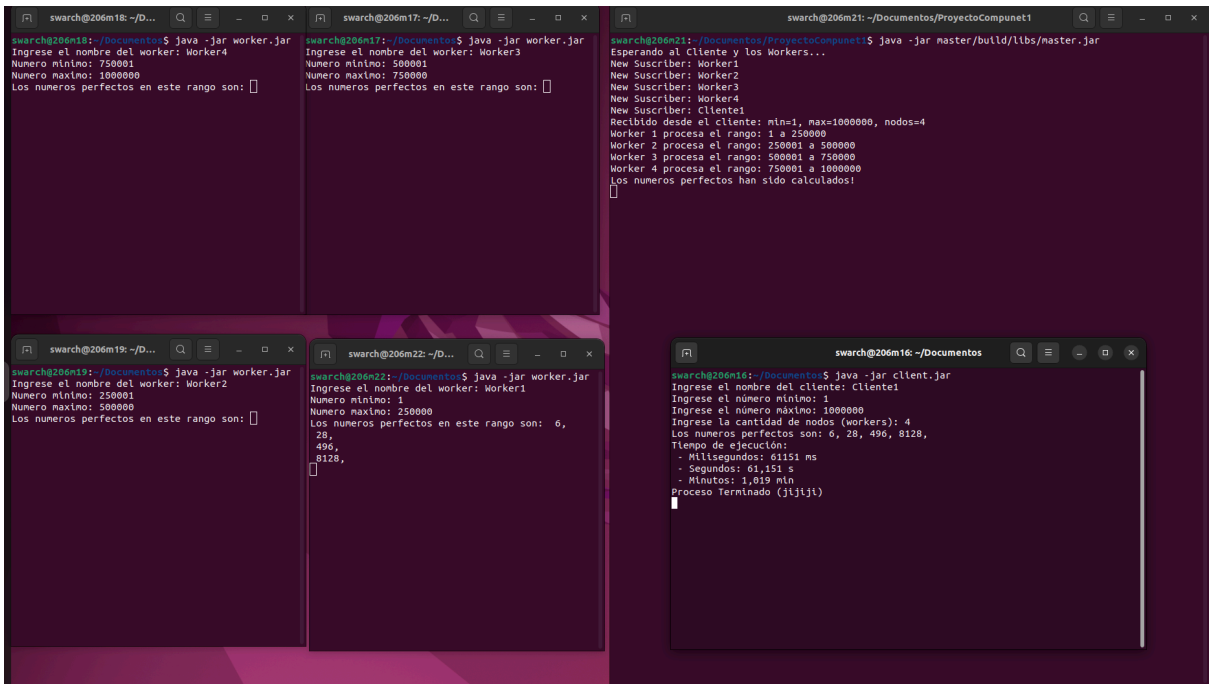 swarch@206m18: ~/D...
swarch@206m18:~/Documentos$ java -jar worker.jar
Ingrese el nombre del worker: Worker4
Numero minimo: 750001
Numero maximo: 1000000
Los numeros perfectos en este rango son:
swarch@206m17: ~/D...
swarch@206m17:~/Documentos$ java -jar worker.jar
Ingrese el nombre del worker: Worker3
Numero minimo: 500001
Numero maximo: 750000
Los numeros perfectos en este rango son:
swarch@206m21: ~/Documentos/ProyectoCompunet1
swarch@206m21:~/Documentos/ProyectoCompunet1$ java -jar master/build/libs/master.jar
Esperando al Cliente y los Workers...
New Suscriber: Worker1
New Suscriber: Worker2
New Suscriber: Worker3
New Suscriber: Worker4
New Suscriber: Cliente1
Recibido desde el cliente: min=1, max=1000000, nodos=4
Worker 1 procesa el rango: 1 a 250000
Worker 2 procesa el rango: 250001 a 500000
Worker 3 procesa el rango: 500001 a 750000
Worker 4 procesa el rango: 750001 a 1000000
Los numeros perfectos han sido calculados!
swarch@206m19: ~/D...
swarch@206m19:~/Documentos$ java -jar worker.jar
Ingrese el nombre del worker: Worker2
Numero minimo: 250001
Numero maximo: 500000
Los numeros perfectos en este rango son:
swarch@206m22: ~/D...
swarch@206m22:~/Documentos$ java -jar worker.jar
Ingrese el nombre del worker: Worker1
Numero minimo: 1
Numero maximo: 250000
Los numeros perfectos en este rango son:  6,
28,
496,
8128,
swarch@206m16: ~/Documentos
swarch@206m16:~/Documentos$ java -jar client.jar
Ingrese el nombre del cliente: Cliente1
Ingrese el número minimo: 1
Ingrese el número máximo: 1000000
Ingrese la cantidad de nodos (workers): 4
Los numeros perfectos son: 6, 28, 496, 8128,
Tiempo de ejecución:
- Milisegundos: 61151 ms
- Segundos: 61,151 s
- Minutos: 1,019 min
Proceso Terminado (jijiji)